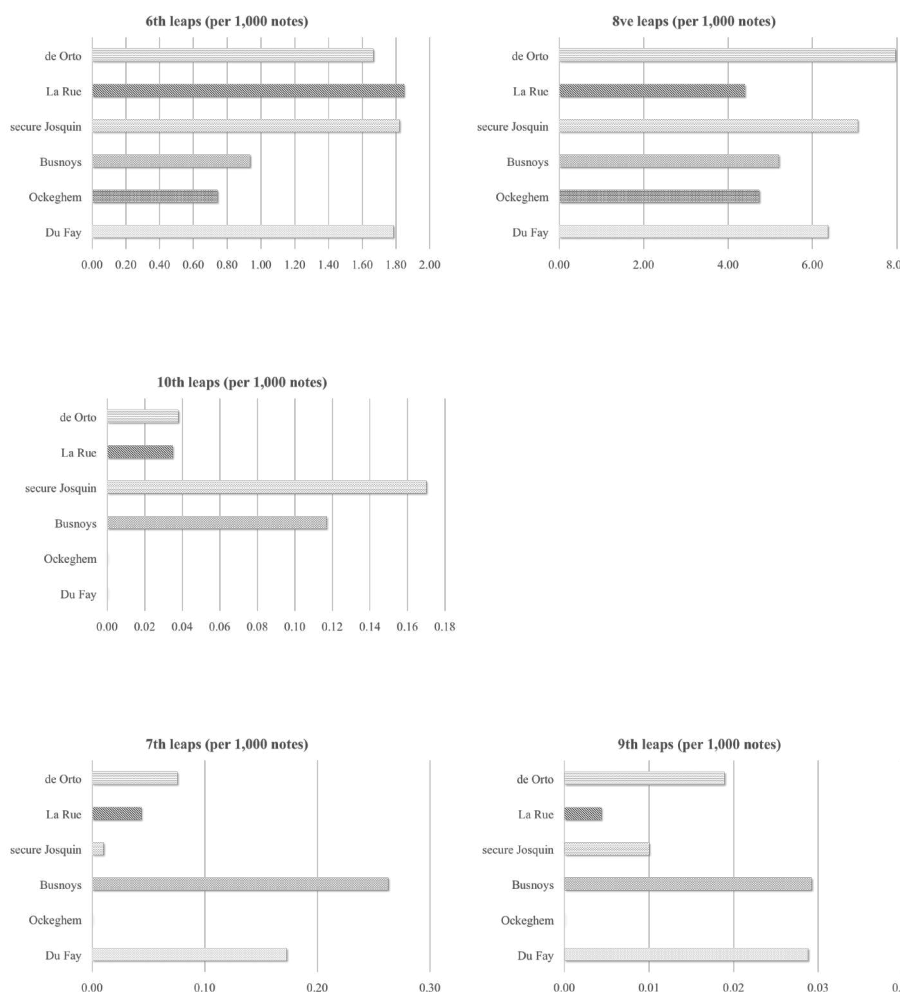 6th leaps (per 1,000 notes)
de Orto
La Rue
secure Josquin
Busnoys
Ockeghem
Du Fay
0.00 0.20 0.40 0.60 0.80 1.00 1.20 1.40 1.60 1.80 2.00
8ve leaps (per 1,000 notes)
de Orto
La Rue
secure Josquin
Busnoys
Ockeghem
Du Fay
0.00 2.00 4.00 6.00 8.0
10th leaps (per 1,000 notes)
de Orto
La Rue
secure Josquin
Busnoys
Ockeghem
Du Fay
0.00 0.02 0.04 0.06 0.08 0.10 0.12 0.14 0.16 0.18
7th leaps (per 1,000 notes)
de Orto
La Rue
secure Josquin
Busnoys
Ockeghem
Du Fay
0.00 0.10 0.20 0.30
9th leaps (per 1,000 notes)
de Orto
La Rue
secure Josquin
Busnoys
Ockeghem
Du Fay
0.00 0.01 0.02 0.03